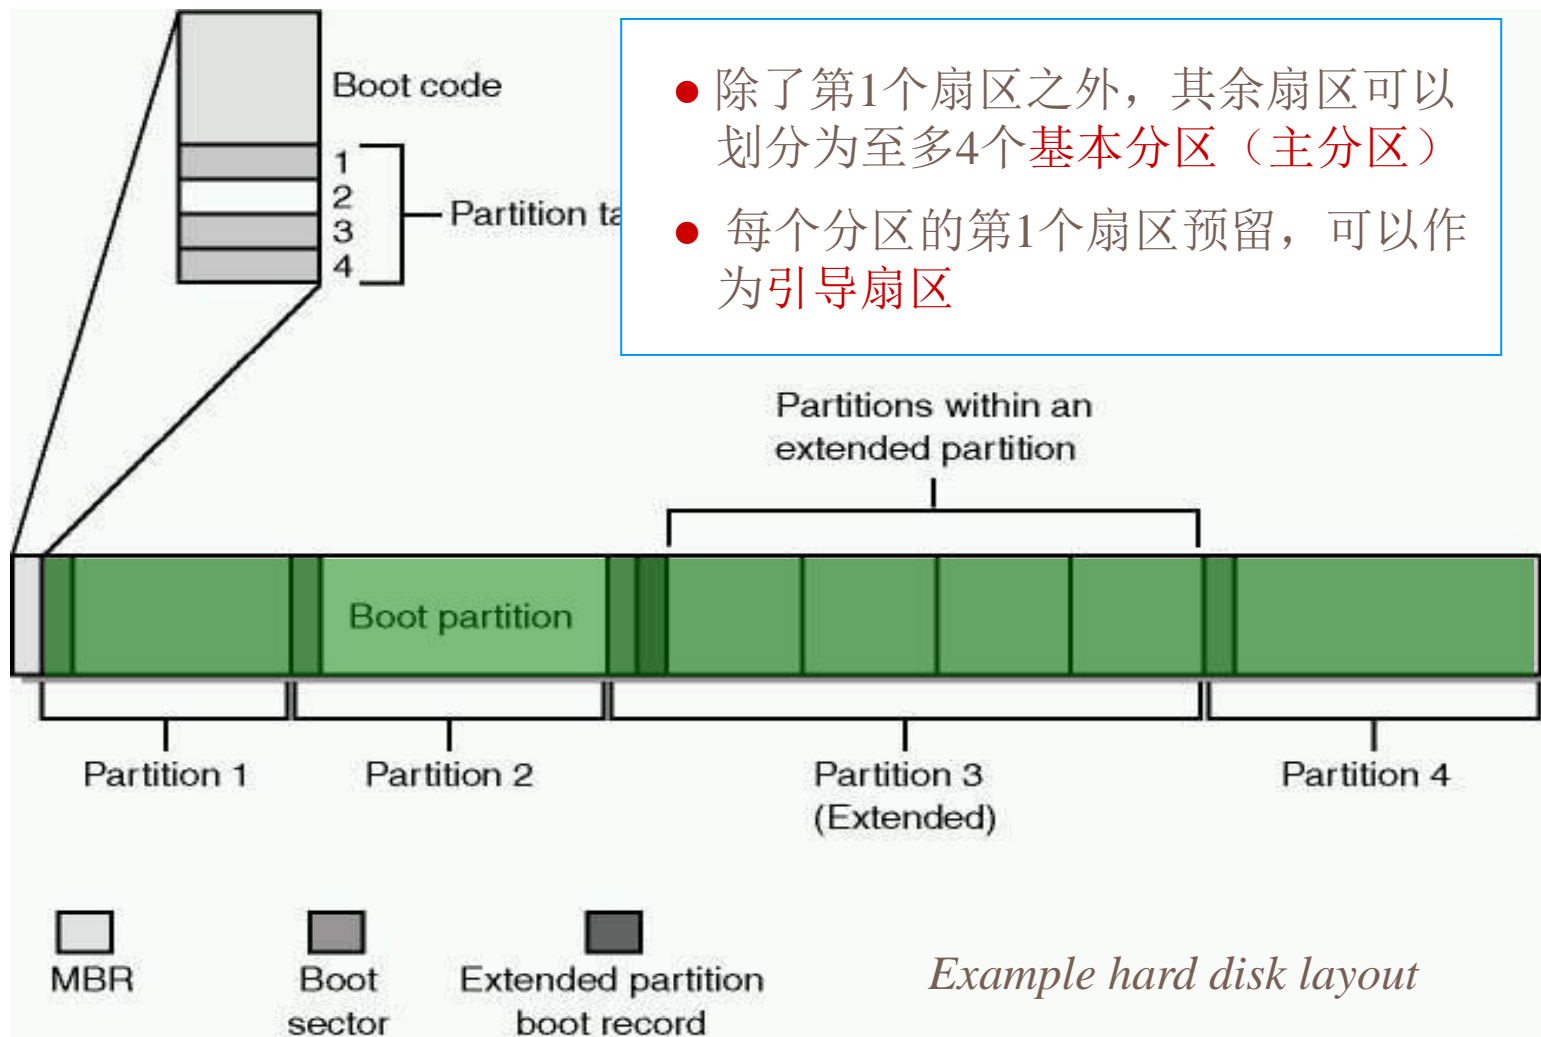 Boot code
1
2
3
4
Partition
● 除了第1个扇区之外，其余扇区可以
划分为至多4个基本分区（主分区）
● 每个分区的第1个扇区预留，可以作
为引导扇区
Partitions within an
extended partition
Boot partition
Partition 1
Partition 2
Partition 3
(Extended)
Partition 4
MBR
Boot
sector
Extended partition
boot record
Example hard disk layout